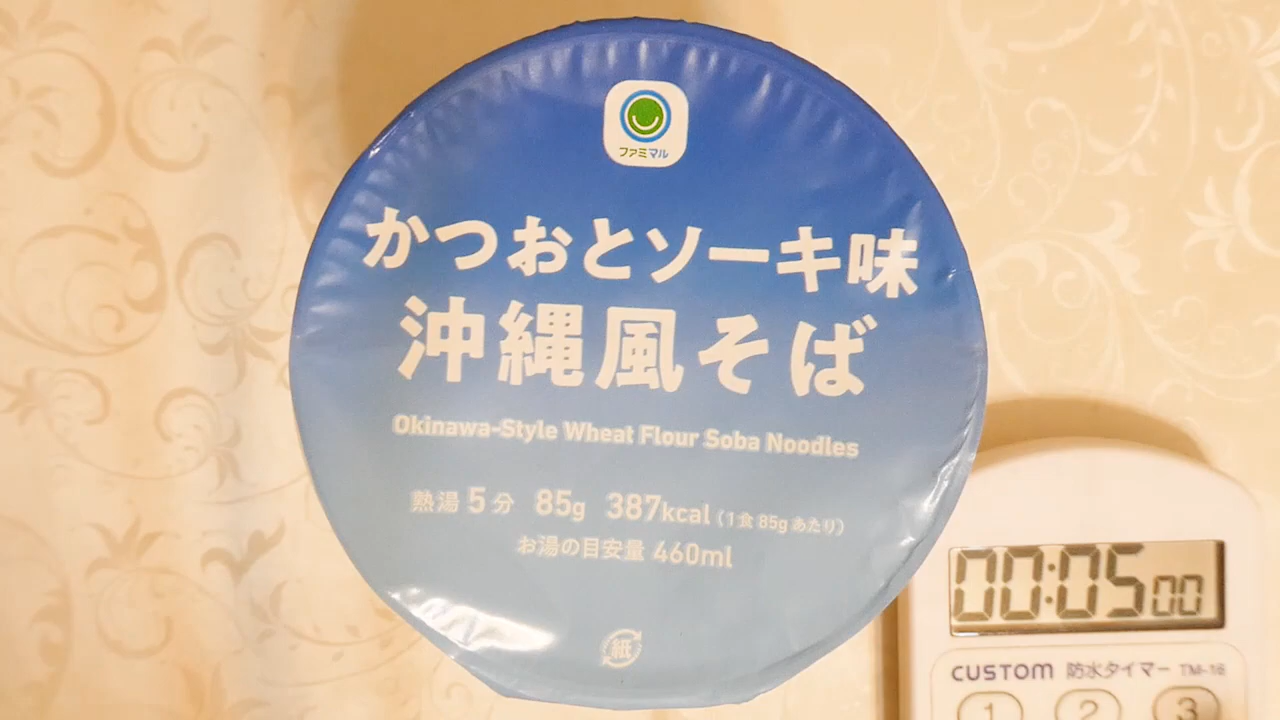 ファミマル
かつおとソーキ味
沖縄風そば
Okinawa-Style Wheat Flour Soba Noodles
熱湯5分 85g 387kcal(1食85gあたり)
お湯の目安量 460ml
紙
00:05 00
CUSTOM 防水タイマー TM-16
1 2 3